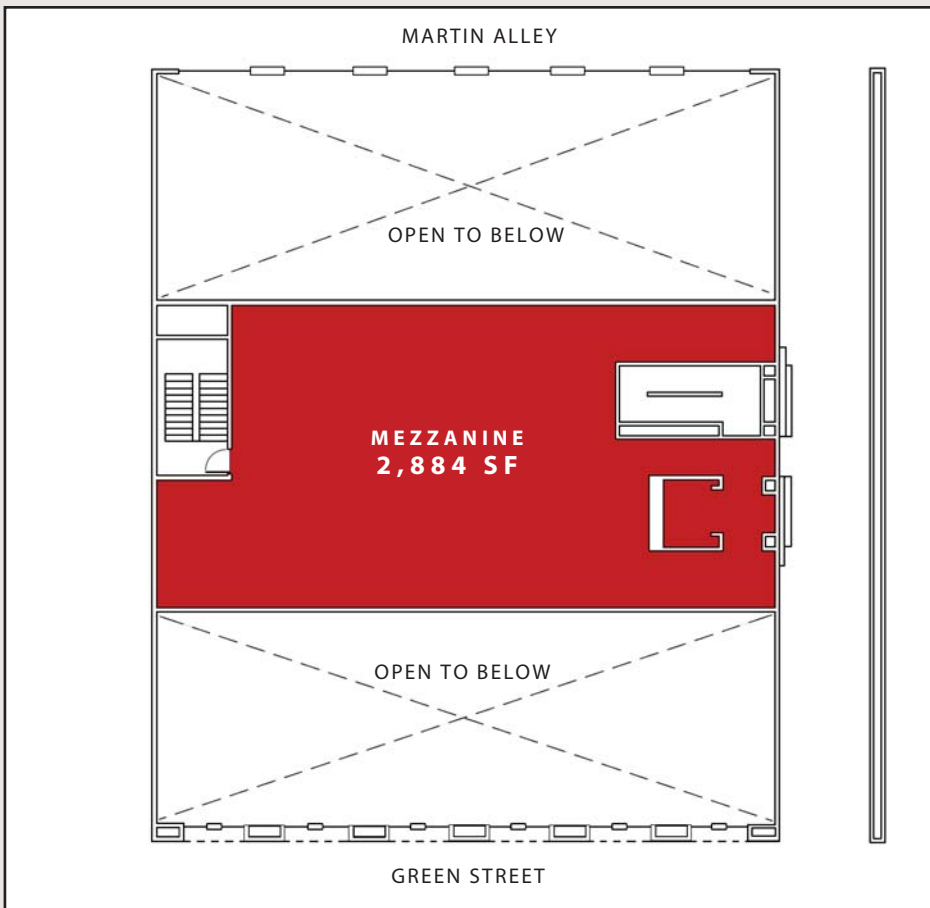 MARTIN ALLEY
OPEN TO BELOW
MEZZANINE
2,884 SF
OPEN TO BELOW
GREEN STREET